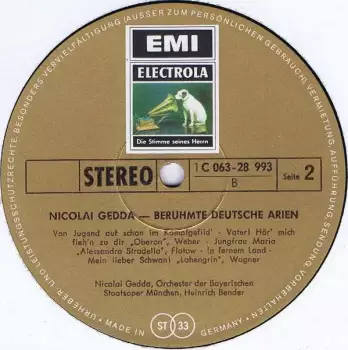 BESONDERE VERVIELFÄLTIGUNG (AUSSER ZUM PERSÖNLICHEN GEBRAUCH), VERMIETUNG, AUFFÜHRUNG, SENDUNG VORBEHALTEN
URHEBER- UND LEISTUNGSSCHUTZRECHTE
EMI
ELECTROLA
Die Stimme seines Herrn
STEREO
1 C 063-28 993
B
Seite 2
NICOLAI GEDDA — BERÜHMTE DEUTSCHE ARIEN
Von Jugend auf schon im Kampfgefild' - Vater! Hör' mich
fleh'n zu dir „Oberon", Weber - Jungfrau Maria
„Alessandro Stradella", Flotow - In fernem Land -
Mein lieber Schwan! „Lohengrin", Wagner
Nicolai Gedda, Orchester der Bayerischen
Staatsoper München, Heinrich Bender
MADE IN
ST 33
GERMANY